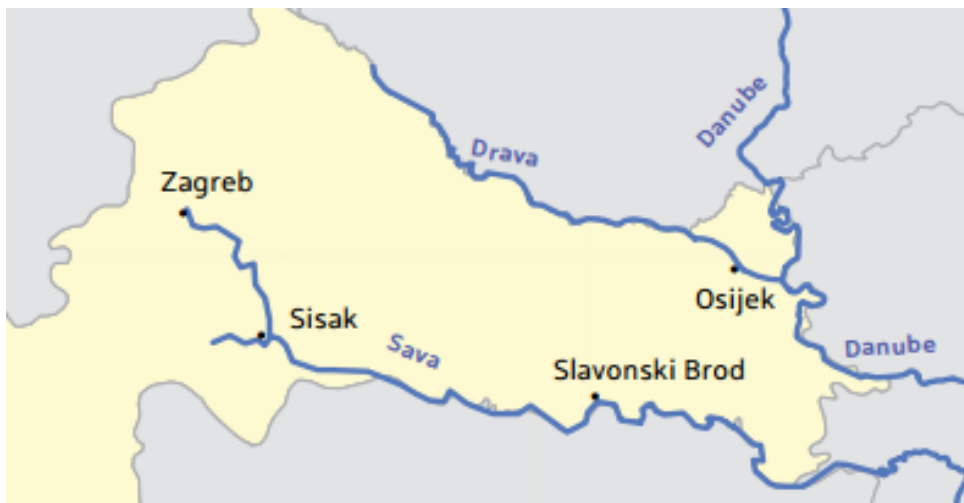 Danube
Drava
Zagreb
Osijek
Sisak
Sava
Danube
Slavonski Brod